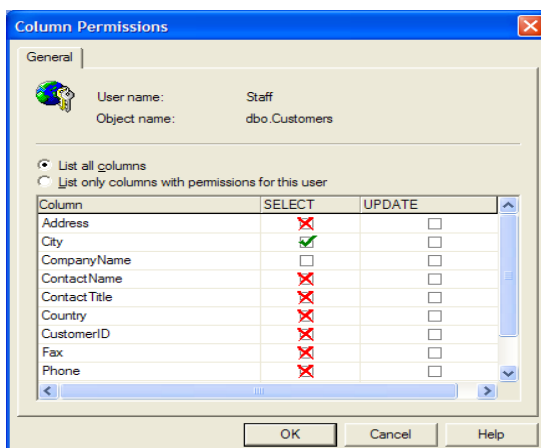 Column Permissions
General
User name: Staff
Object name: dbo.Customers
List all columns
List only columns with permissions for this user
Column SELECT UPDATE
Address
City
CompanyName
ContactName
ContactTitle
Country
CustomerID
Fax
Phone
OK Cancel Help